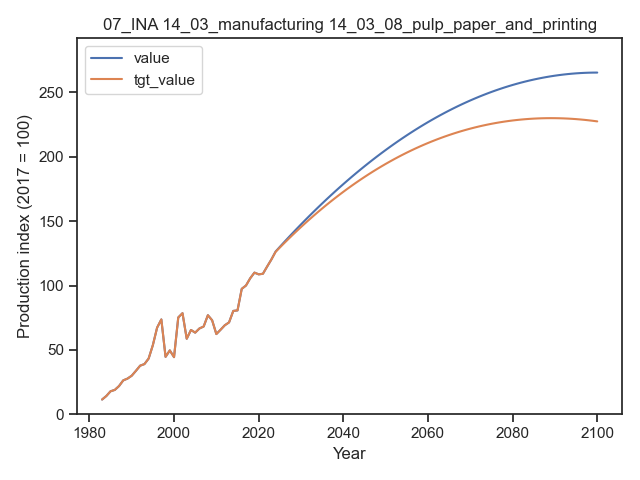 07_INA 14_03_manufacturing 14_03_08_pulp_paper_and_printing
value
tgt_value
Production index (2017 = 100)
250
200
150
100
50
0
1980 2000 2020 2040 2060 2080 2100
Year